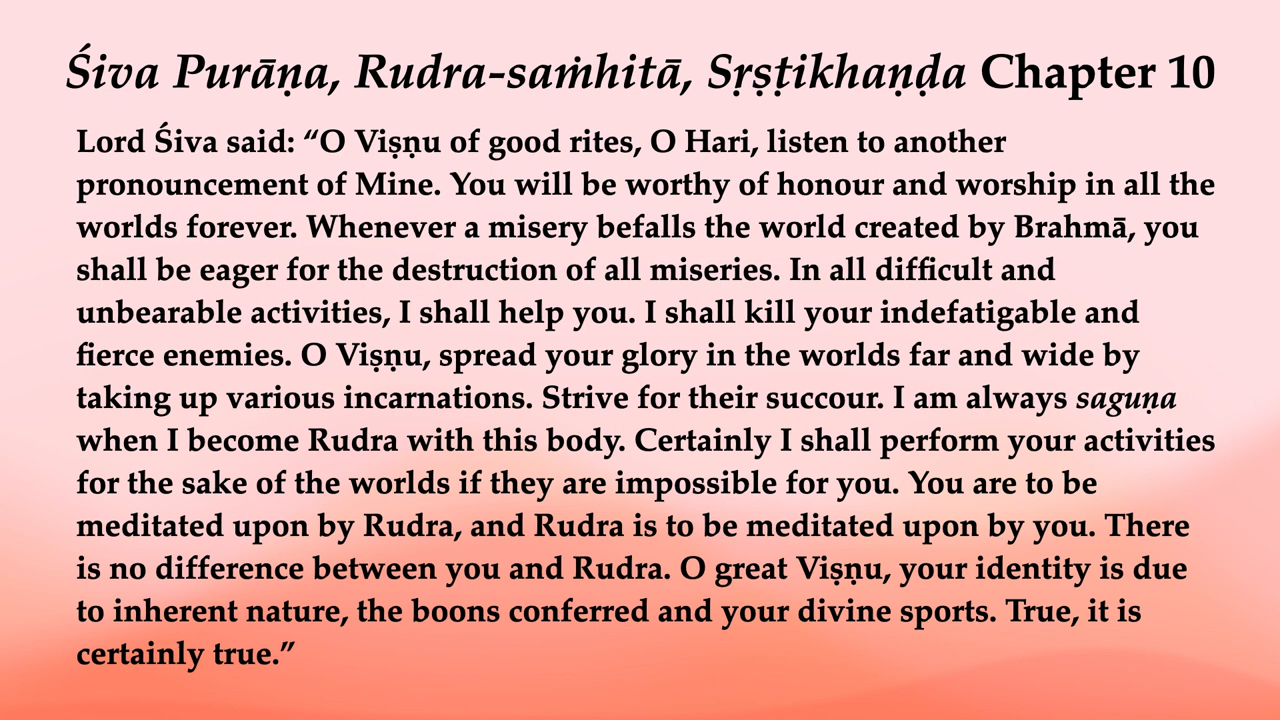 Śiva Purāṇa, Rudra-saṁhitā, Sṛṣṭikhaṇḍa Chapter 10
Lord Śiva said: “O Viṣṇu of good rites, O Hari, listen to another
pronouncement of Mine. You will be worthy of honour and worship in all the
worlds forever. Whenever a misery befalls the world created by Brahmā, you
shall be eager for the destruction of all miseries. In all difficult and
unbearable activities, I shall help you. I shall kill your indefatigable and
fierce enemies. O Viṣṇu, spread your glory in the worlds far and wide by
taking up various incarnations. Strive for their succour. I am always saguṇa
when I become Rudra with this body. Certainly I shall perform your activities
for the sake of the worlds if they are impossible for you. You are to be
meditated upon by Rudra, and Rudra is to be meditated upon by you. There
is no difference between you and Rudra. O great Viṣṇu, your identity is due
to inherent nature, the boons conferred and your divine sports. True, it is
certainly true.”